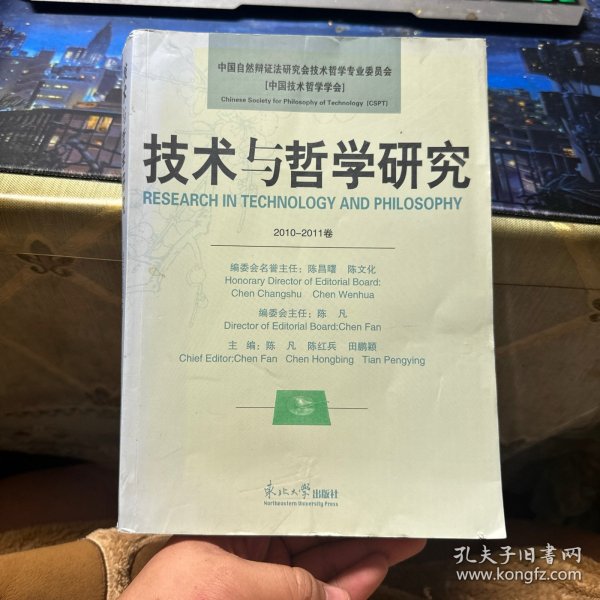 中国自然辩证法研究会技术哲学专业委员会
[中国技术哲学学会]
Chinese Society for Philosophy of Technology [CSPT]
技术与哲学研究
RESEARCH IN TECHNOLOGY AND PHILOSOPHY
2010-2011卷
编委会名誉主任：陈昌曙 陈文化
Honorary Director of Editorial Board:
Chen Changshu Chen Wenhua
编委会主任：陈 凡
Director of Editorial Board:Chen Fan
主 编：陈 凡 陈红兵 田鹏颖
Chief Editor:Chen Fan Chen Hongbing Tian Pengying
东北大学出版社
Northeastern University Press
孔夫子旧书网
www.kongfz.com